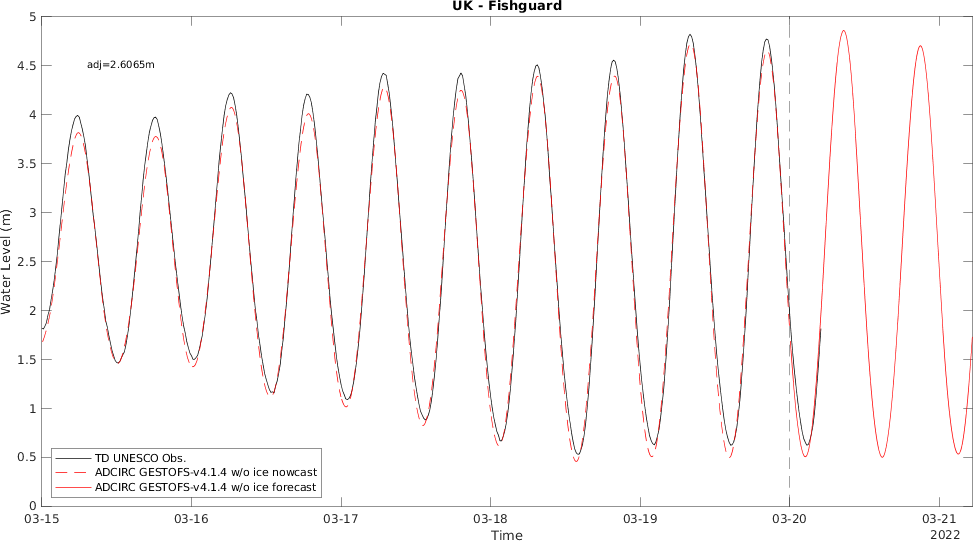 UK - Fishguard
adj=2.6065m
5
4.5
4
3.5
3
2.5
2
1.5
1
0.5
0
Water Level (m)
TD UNESCO Obs.
ADCIRC GESTOFS-v4.1.4 w/o ice nowcast
ADCIRC GESTOFS-v4.1.4 w/o ice forecast
03-15 03-16 03-17 03-18 03-19 03-20 03-21
Time
2022